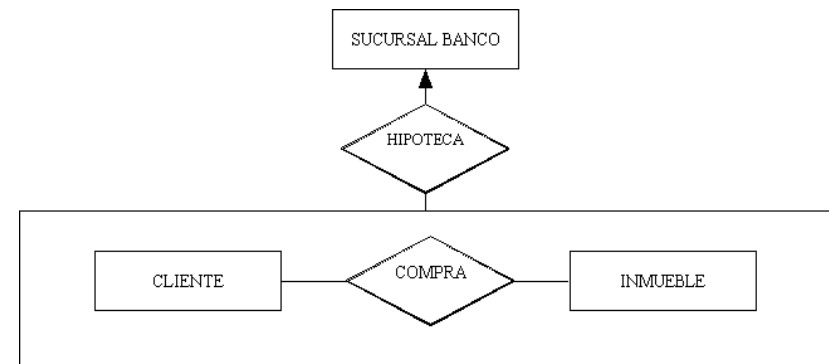 SUCURSAL BANCO
HIPOTECA
CLIENTE
COMPRA
INMUEBLE